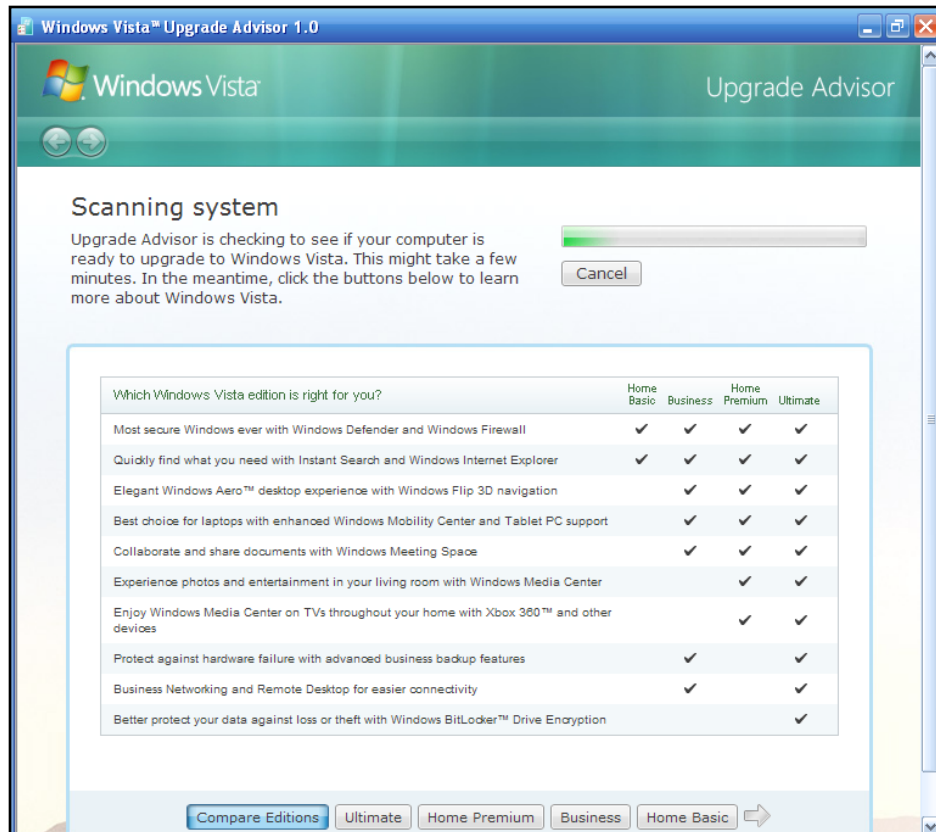 Windows Vista™ Upgrade Advisor 1.0
Windows Vista™
Upgrade Advisor
Scanning system
Upgrade Advisor is checking to see if your computer is
ready to upgrade to Windows Vista. This might take a few
minutes. In the meantime, click the buttons below to learn
more about Windows Vista.
Cancel
Which Windows Vista edition is right for you?
Home
Basic
Business
Home
Premium
Ultimate
Most secure Windows ever with Windows Defender and Windows Firewall
Quickly find what you need with Instant Search and Windows Internet Explorer
Elegant Windows Aero™ desktop experience with Windows Flip 3D navigation
Best choice for laptops with enhanced Windows Mobility Center and Tablet PC support
Collaborate and share documents with Windows Meeting Space
Experience photos and entertainment in your living room with Windows Media Center
Enjoy Windows Media Center on TVs throughout your home with Xbox 360™ and other
devices
Protect against hardware failure with advanced business backup features
Business Networking and Remote Desktop for easier connectivity
Better protect your data against loss or theft with Windows BitLocker™ Drive Encryption
Compare Editions Ultimate Home Premium Business Home Basic